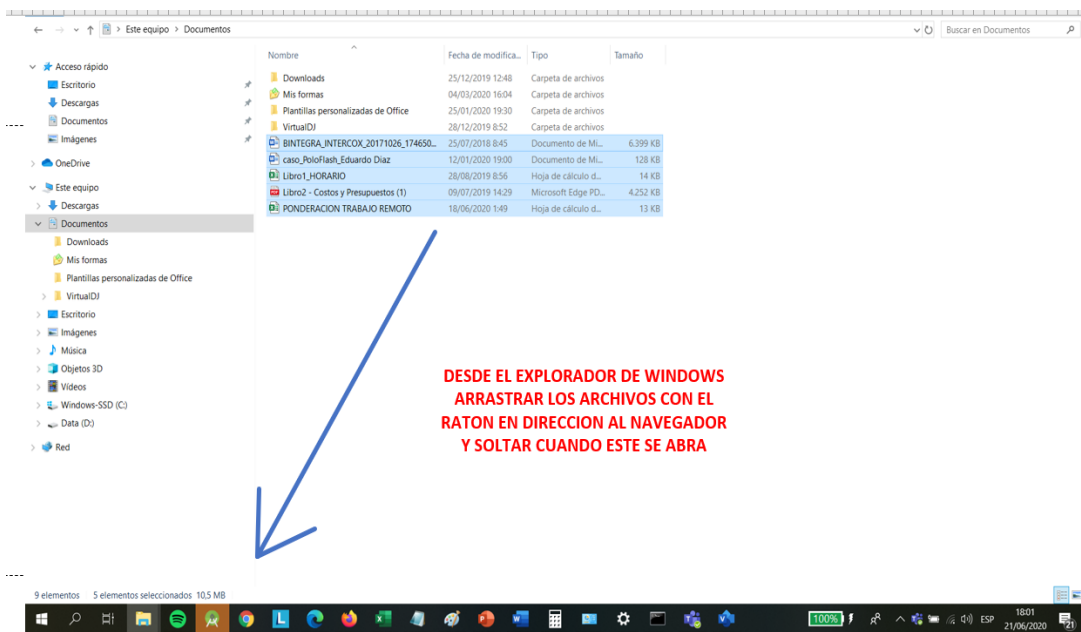 Este equipo > Documentos
Buscar en Documentos
Nombre Fecha de modifica... Tipo Tamaño
Acceso rápido
Escritorio
Descargas
Documentos
Imágenes
OneDrive
Este equipo
Descargas
Documentos
Downloads
Mis formas
Plantillas personalizadas de Office
VirtualDJ
Escritorio
Imágenes
Música
Objetos 3D
Vídeos
Windows-SSD (C:)
Data (D:)
Red
Downloads 25/12/2019 12:48 Carpeta de archivos
Mis formas 04/03/2020 16:04 Carpeta de archivos
Plantillas personalizadas de Office 25/01/2020 19:30 Carpeta de archivos
VirtualDJ 28/12/2019 8:52 Carpeta de archivos
BINTEGRA_INTERCOX_20171026_174650... 25/07/2018 8:45 Documento de Mi... 6.399 KB
caso_PoloFlash_Eduardo Diaz 12/01/2020 19:00 Documento de Mi... 128 KB
Libro1_HORARIO 28/08/2019 8:56 Hoja de cálculo d... 14 KB
Libro2 - Costos y Presupuestos (1) 09/07/2019 14:29 Microsoft Edge PD... 4.252 KB
PONDERACION TRABAJO REMOTO 18/06/2020 1:49 Hoja de cálculo d... 13 KB
DESDE EL EXPLORADOR DE WINDOWS
ARRASTRAR LOS ARCHIVOS CON EL
RATON EN DIRECCION AL NAVEGADOR
Y SOLTAR CUANDO ESTE SE ABRA
9 elementos 5 elementos seleccionados 10,5 MB
100% ESP
18:01
21/06/2020
21